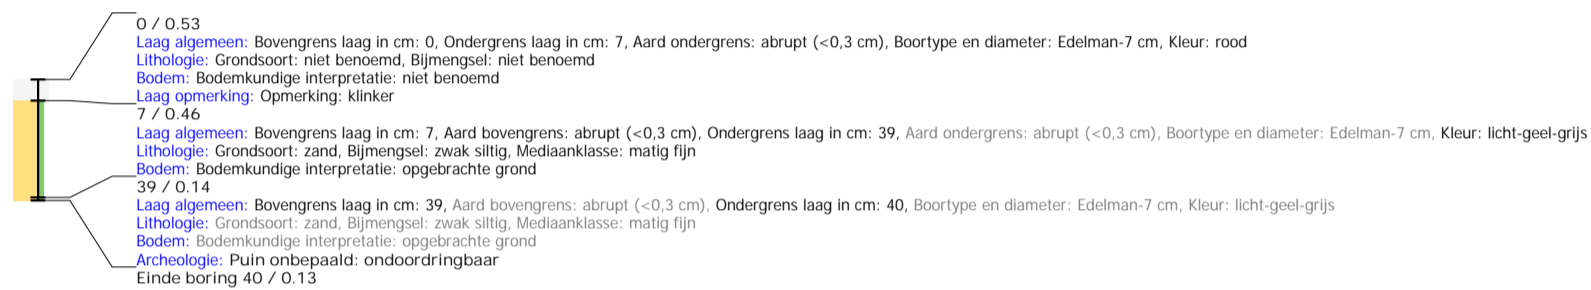 0 / 0.53
Laag algemeen: Bovengrens laag in cm: 0, Ondergrens laag in cm: 7, Aard ondergrens: abrupt (<0,3 cm), Boortype en diameter: Edelman-7 cm, Kleur: rood
Lithologie: Grondsoort: niet benoemd, Bijmengsel: niet benoemd
Bodem: Bodemkundige interpretatie: niet benoemd
Laag opmerking: Opmerking: klinker
7 / 0.46
Laag algemeen: Bovengrens laag in cm: 7, Aard bovengrens: abrupt (<0,3 cm), Ondergrens laag in cm: 39, Aard ondergrens: abrupt (<0,3 cm), Boortype en diameter: Edelman-7 cm, Kleur: licht-geel-grijs
Lithologie: Grondsoort: zand, Bijmengsel: zwak siltig, Mediaanklasse: matig fijn
Bodem: Bodemkundige interpretatie: opgebrachte grond
39 / 0.14
Laag algemeen: Bovengrens laag in cm: 39, Aard bovengrens: abrupt (<0,3 cm), Ondergrens laag in cm: 40, Boortype en diameter: Edelman-7 cm, Kleur: licht-geel-grijs
Lithologie: Grondsoort: zand, Bijmengsel: zwak siltig, Mediaanklasse: matig fijn
Bodem: Bodemkundige interpretatie: opgebrachte grond
Archeologie: Puin onbepaald: ondoordringbaar
Einde boring 40 / 0.13